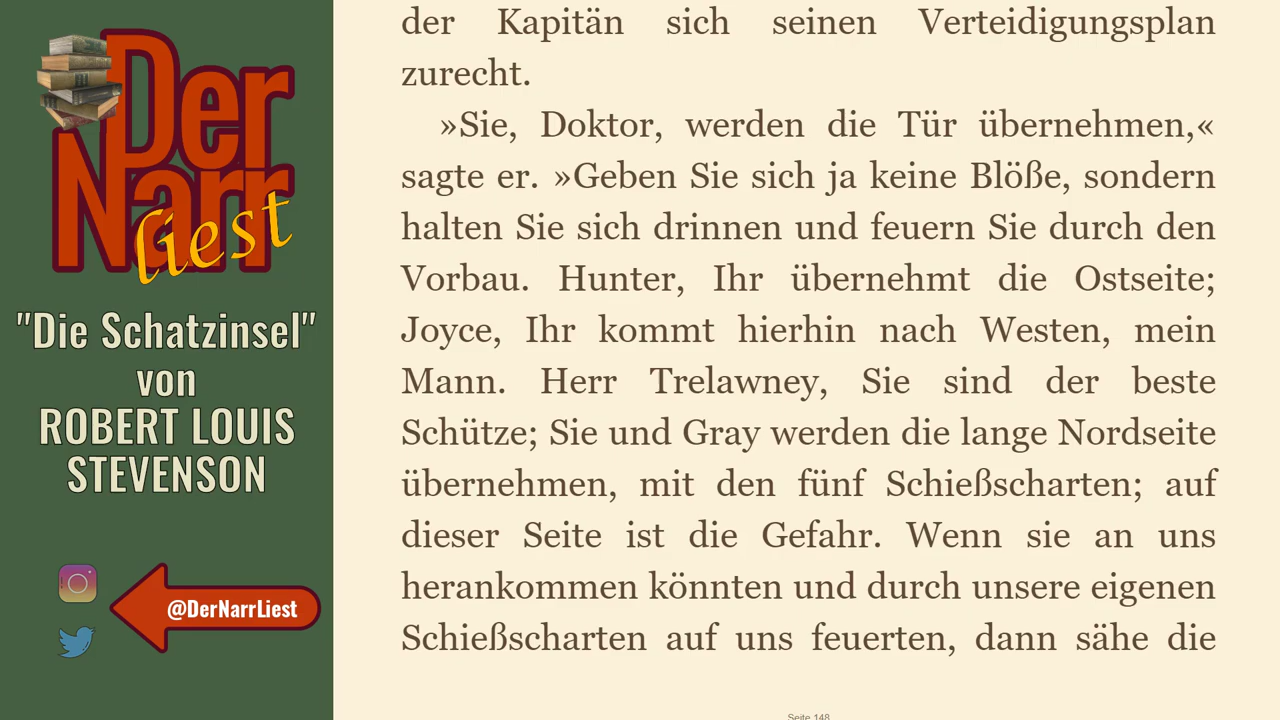 Der
Narr
liest
"Die Schatzinsel"
von
ROBERT LOUIS
STEVENSON
@DerNarrLiest
der Kapitän sich seinen Verteidigungsplan
zurecht.
»Sie, Doktor, werden die Tür übernehmen,«
sagte er. »Geben Sie sich ja keine Blöße, sondern
halten Sie sich drinnen und feuern Sie durch den
Vorbau. Hunter, Ihr übernehmt die Ostseite;
Joyce, Ihr kommt hierhin nach Westen, mein
Mann. Herr Trelawney, Sie sind der beste
Schütze; Sie und Gray werden die lange Nordseite
übernehmen, mit den fünf Schießscharten; auf
dieser Seite ist die Gefahr. Wenn sie an uns
herankommen könnten und durch unsere eigenen
Schießscharten auf uns feuerten, dann sähe die
Seite 148